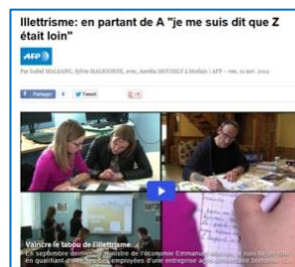 Illettrisme: en partant de A "je me suis dit que Z
était loin"
AFP
Par Isabel MALSANG, Sylvie MALIGORNE, avec, Aurelia MOUSSLY à Morlaix | AFP – ven. 21 nov. 2014
Partager
Tweet
Vaincre le tabou de l'illettrisme
En septembre dernier, le ministre de l'économie Emmanuel
en qualifiant d'illettrées des employées d'une entreprise